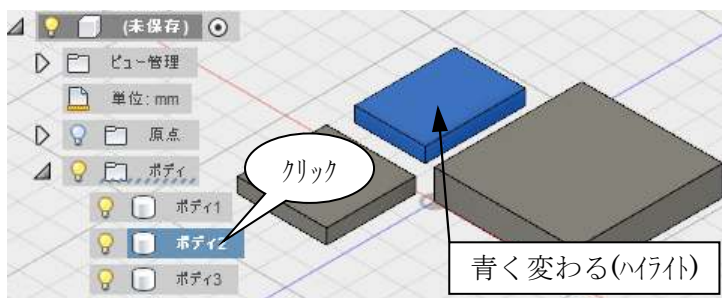 (未保存)
ビュー管理
単位: mm
原点
ボディ
ボディ1
ボディ2
ボディ3
クリック
青く変わる(ハイライト)